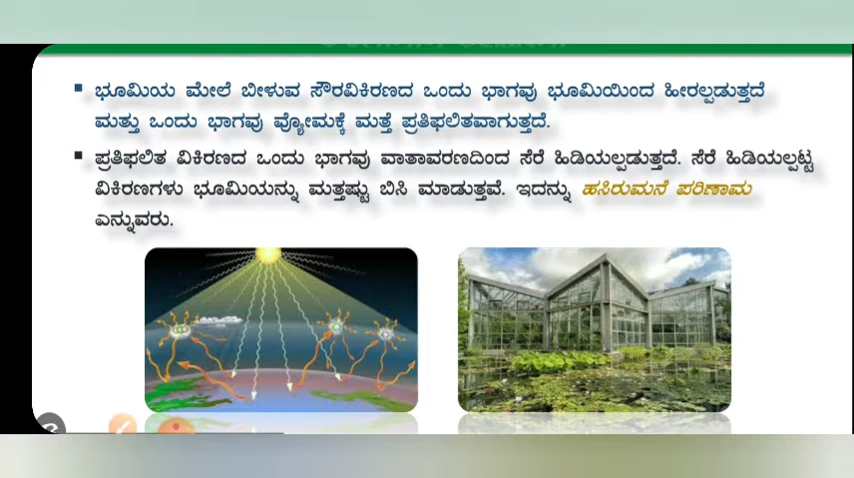 ಭೂಮಿಯ ಮೇಲೆ ಬೀಳುವ ಸೌರವಿಕಿರಣದ ಒಂದು ಭಾಗವು ಭೂಮಿಯಿಂದ ಹೀರಲ್ಪಡುತ್ತದೆ
ಮತ್ತು ಒಂದು ಭಾಗವು ವ್ಯೋಮಕ್ಕೆ ಮತ್ತೆ ಪ್ರತಿಫಲಿತವಾಗುತ್ತದೆ.
ಪ್ರತಿಫಲಿತ ವಿಕಿರಣದ ಒಂದು ಭಾಗವು ವಾತಾವರಣದಿಂದ ಸೆರೆ ಹಿಡಿಯಲ್ಪಡುತ್ತದೆ. ಸೆರೆ ಹಿಡಿಯಲ್ಪಟ್ಟ
ವಿಕಿರಣಗಳು ಭೂಮಿಯನ್ನು ಮತ್ತಷ್ಟು ಬಿಸಿ ಮಾಡುತ್ತವೆ. ಇದನ್ನು ಹಸಿರುಮನೆ ಪರಿಣಾಮ
ಎನ್ನುವರು.